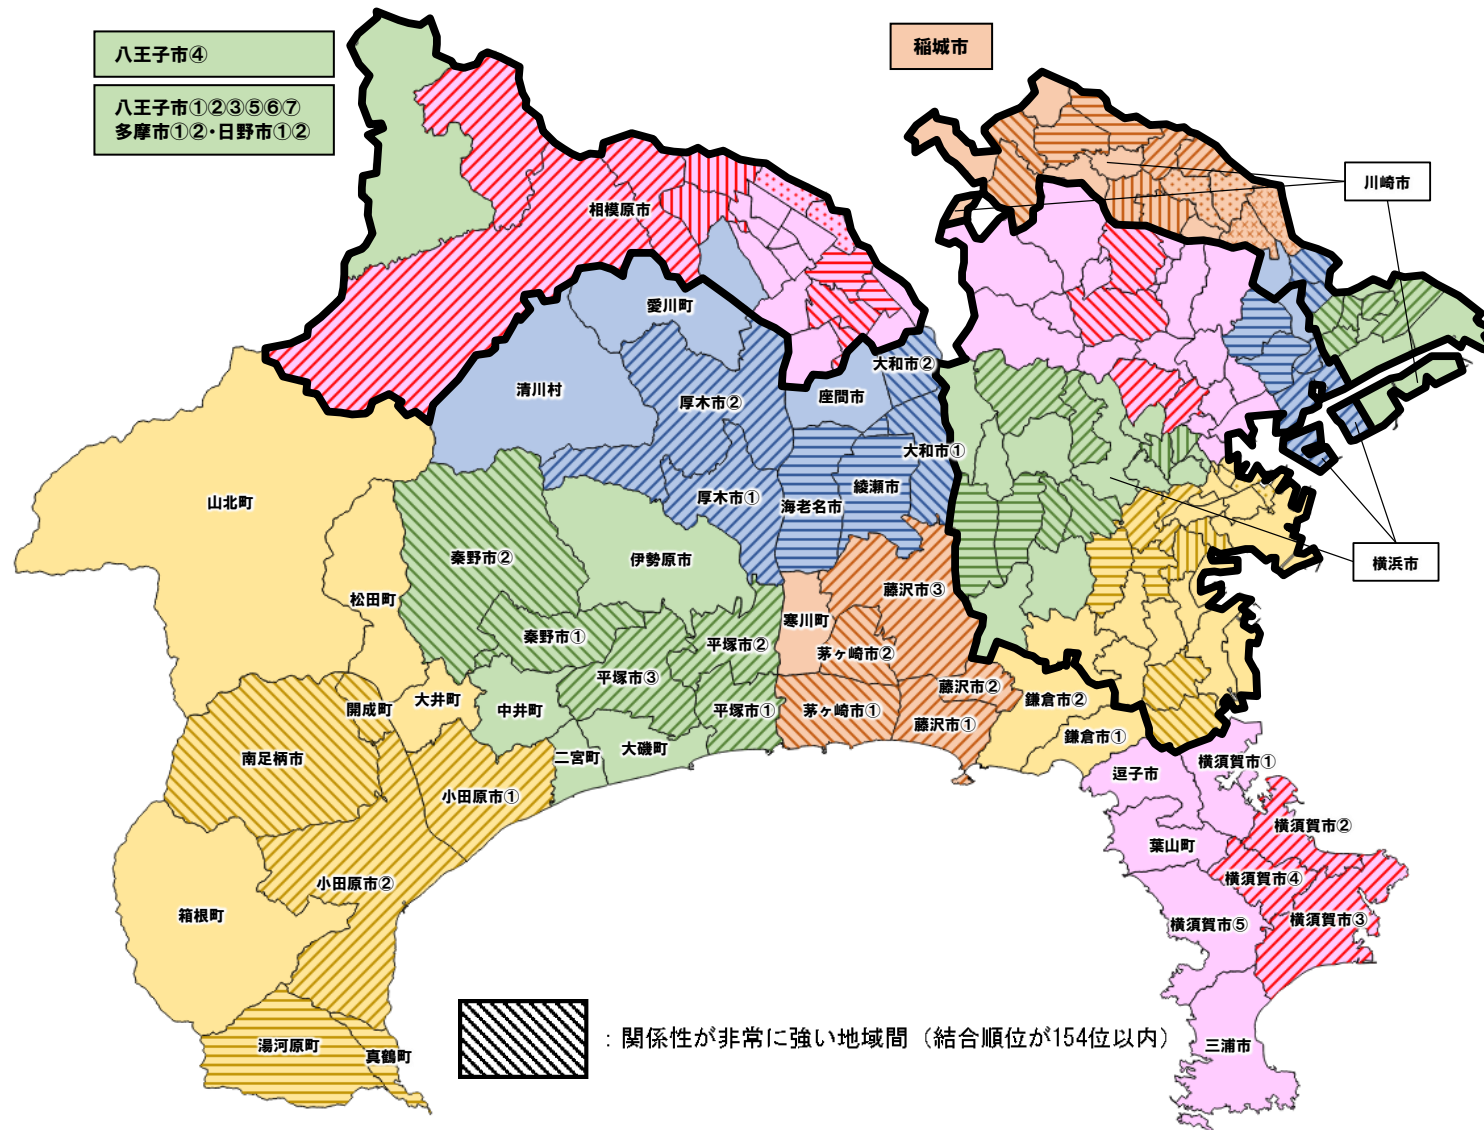 八王子市④
八王子市①②③⑤⑥⑦
多摩市①②・日野市①②
稲城市
川崎市
相模原市
愛川町
大和市②
清川村
座間市
厚木市②
大和市①
山北町
厚木市①
綾瀬市
海老名市
秦野市②
伊勢原市
横浜市
松田町
藤沢市③
寒川町
秦野市①
平塚市②
茅ヶ崎市②
平塚市③
藤沢市②
大井町
開成町
中井町
平塚市①
茅ヶ崎市①
藤沢市①
鎌倉市②
鎌倉市①
南足柄市
二宮町
大磯町
横須賀市①
逗子市
小田原市①
横須賀市②
葉山町
小田原市②
横須賀市④
箱根町
横須賀市⑤
横須賀市③
湯河原町
真鶴町
：関係性が非常に強い地域間（結合順位が154位以内）
三浦市